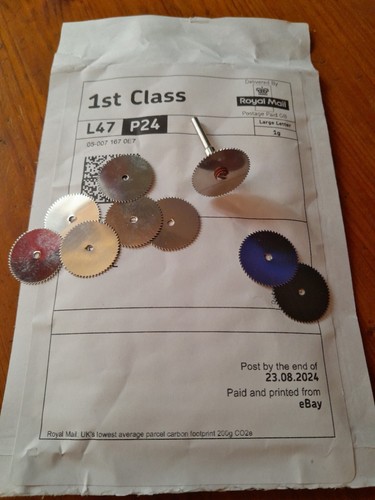 Delivered By
Royal Mail
Postage Paid GB
1st Class
Large Letter
L47 P24
1g
Post by the end of
23.08.2024
Paid and printed from
eBay
Royal Mail. UK's lowest average parcel carbon footprint 200g CO2e